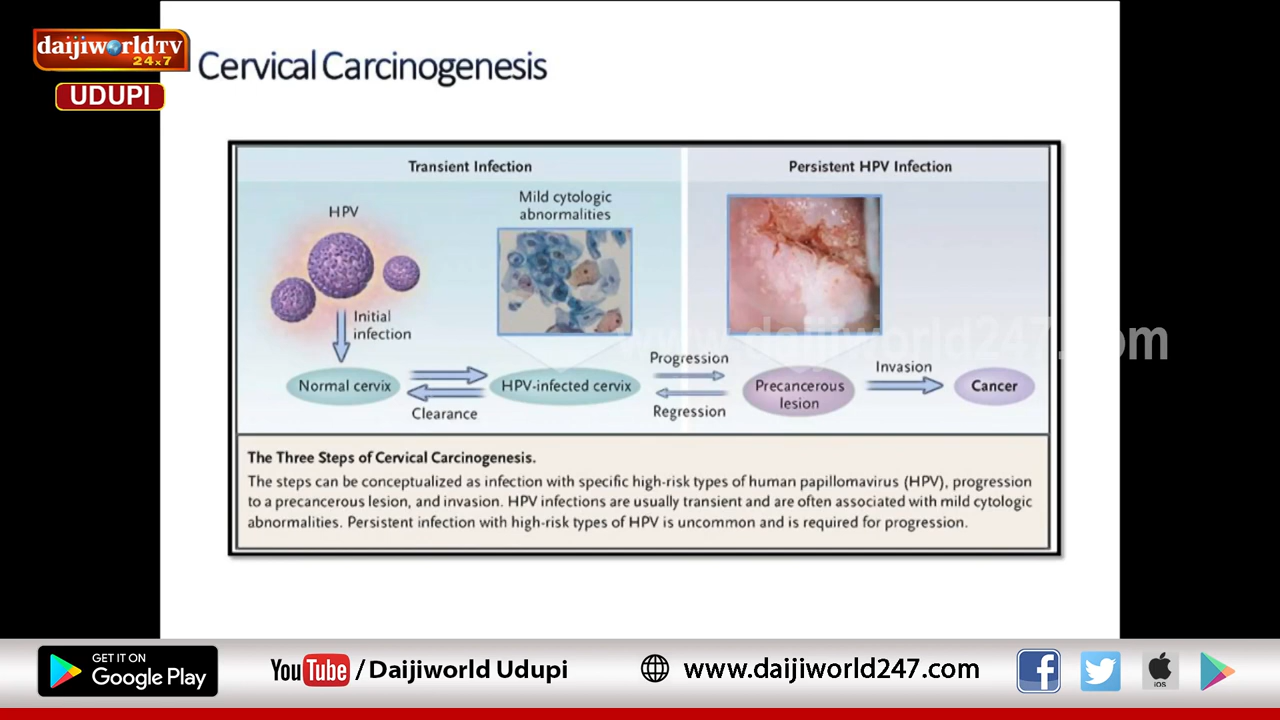 daijiworldTV
24x7
UDUPI
Cervical Carcinogenesis
Transient Infection
Persistent HPV Infection
HPV
Mild cytologic
abnormalities
Initial
infection
Normal cervix
Clearance
HPV-infected cervix
Progression
Regression
Precancerous
lesion
Invasion
Cancer
www.daijiworld247.com
The Three Steps of Cervical Carcinogenesis.
The steps can be conceptualized as infection with specific high-risk types of human papillomavirus (HPV), progression
to a precancerous lesion, and invasion. HPV infections are usually transient and are often associated with mild cytologic
abnormalities. Persistent infection with high-risk types of HPV is uncommon and is required for progression.
GET IT ON
Google Play
YouTube / Daijiworld Udupi
www.daijiworld247.com
iOS